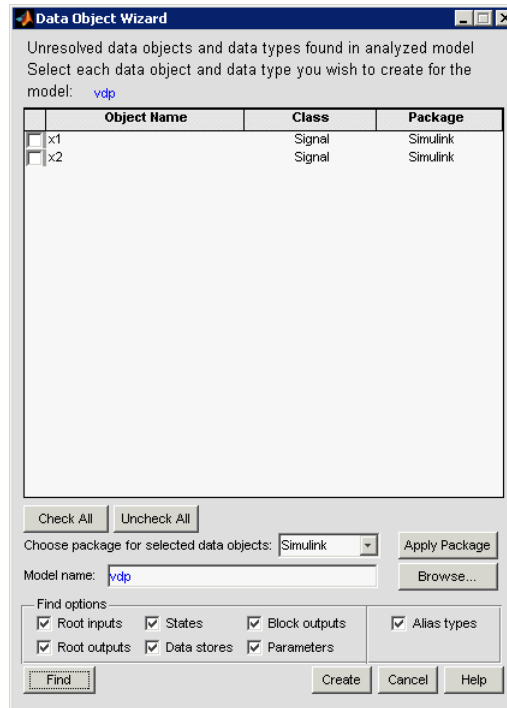 Data Object Wizard
Unresolved data objects and data types found in analyzed model
Select each data object and data type you wish to create for the
model: vdp
Object Name Class Package
x1 Signal Simulink
x2 Signal Simulink
Check All Uncheck All
Choose package for selected data objects: Simulink Apply Package
Model name: vdp Browse...
Find options
Root inputs States Block outputs Alias types
Root outputs Data stores Parameters
Find Create Cancel Help